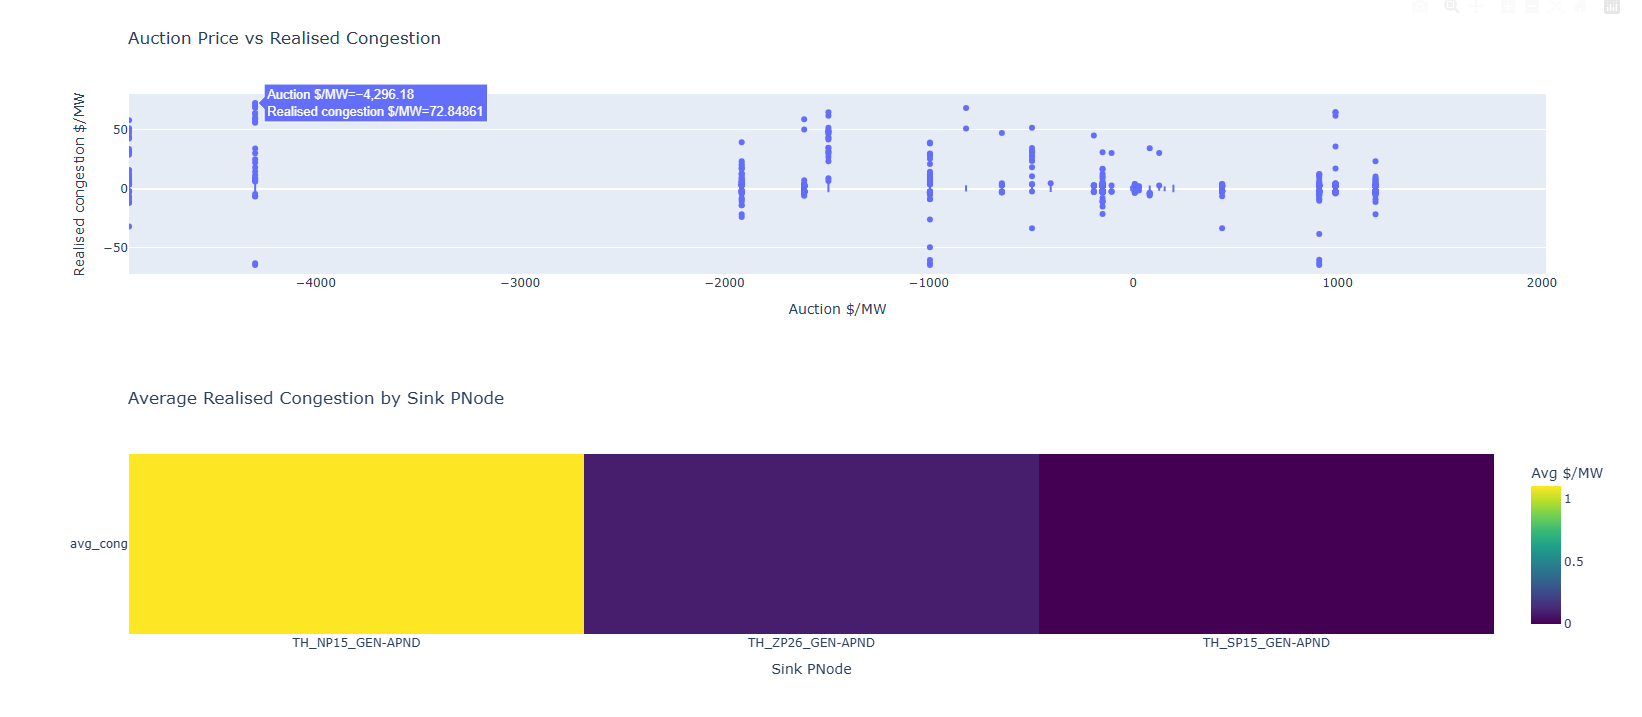 Auction Price vs Realised Congestion
Auction $/MW=−4,296.18
Realised congestion $/MW=72.84861
Realised congestion $/MW
50
0
−50
−4000
−3000
−2000
−1000
0
1000
2000
Auction $/MW
Average Realised Congestion by Sink PNode
Avg $/MW
1
0.5
0
avg_cong
TH_NP15_GEN-APND
TH_ZP26_GEN-APND
TH_SP15_GEN-APND
Sink PNode